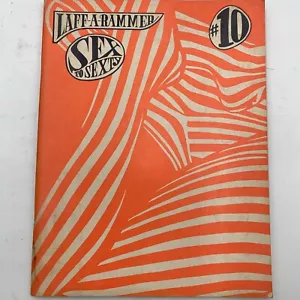 LAFF-A-RAMMER
SEX
TO SEXTY
#10